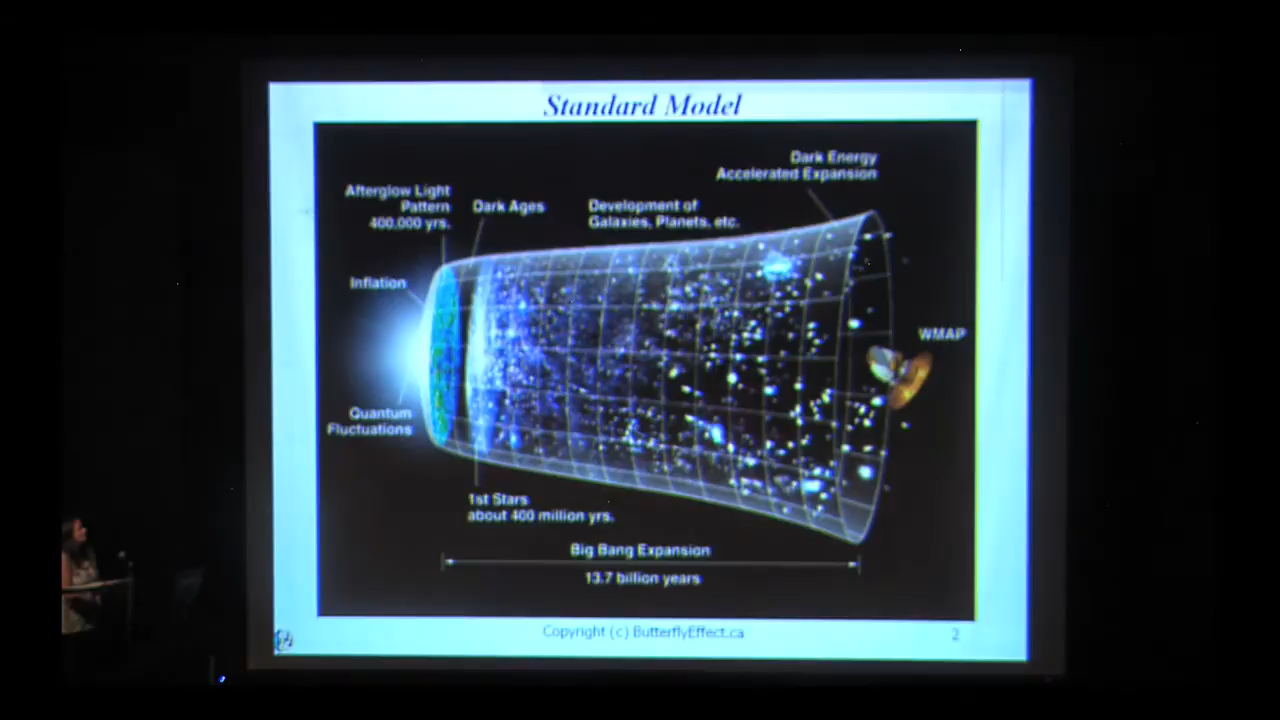 Standard Model
Dark Energy
Accelerated Expansion
Afterglow Light
Pattern
400,000 yrs.
Dark Ages
Development of
Galaxies, Planets, etc.
Inflation
WMAP
Quantum
Fluctuations
1st Stars
about 400 million yrs.
Big Bang Expansion
13.7 billion years
Copyright (c) ButterflyEffect.ca
2